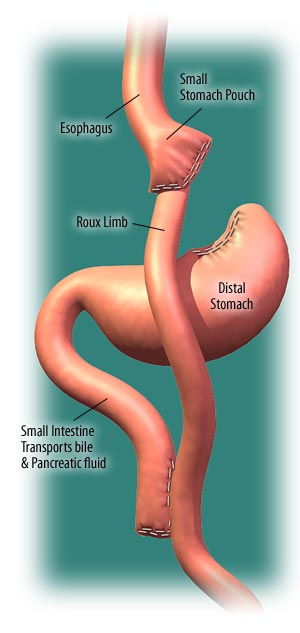 Small
Stomach Pouch
Esophagus
Roux Limb
Distal
Stomach
Small Intestine
Transports bile
& Pancreatic fluid